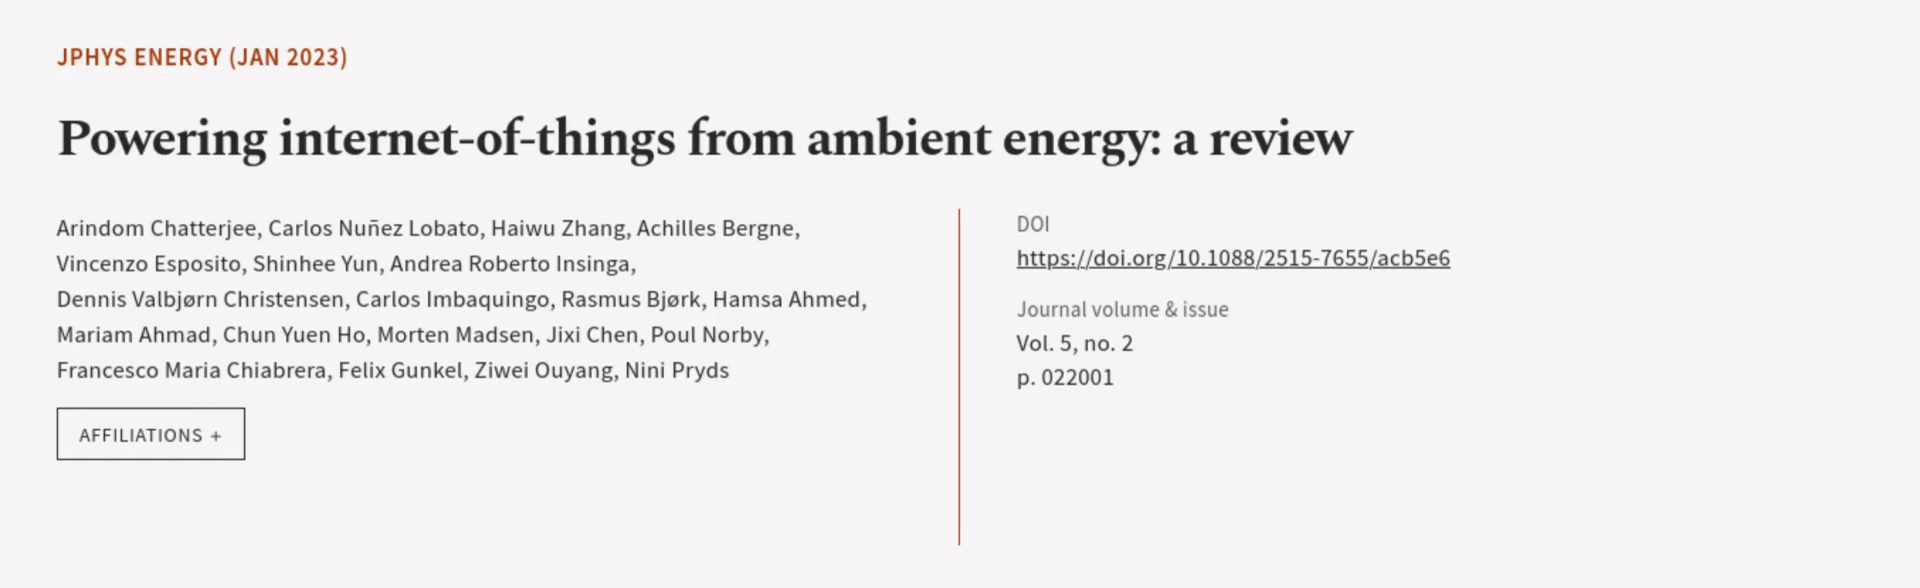 JPHYS ENERGY (JAN 2023)
Powering internet-of-things from ambient energy: a review
Arindom Chatterjee, Carlos Nuñez Lobato, Haiwu Zhang, Achilles Bergne,
Vincenzo Esposito, Shinhee Yun, Andrea Roberto Insinga,
Dennis Valbjørn Christensen, Carlos Imbaquingo, Rasmus Bjørk, Hamsa Ahmed,
Mariam Ahmad, Chun Yuen Ho, Morten Madsen, Jixi Chen, Poul Norby,
Francesco Maria Chiabrera, Felix Gunkel, Ziwei Ouyang, Nini Pryds
AFFILIATIONS +
DOI
https://doi.org/10.1088/2515-7655/acb5e6
Journal volume & issue
Vol. 5, no. 2
p. 022001